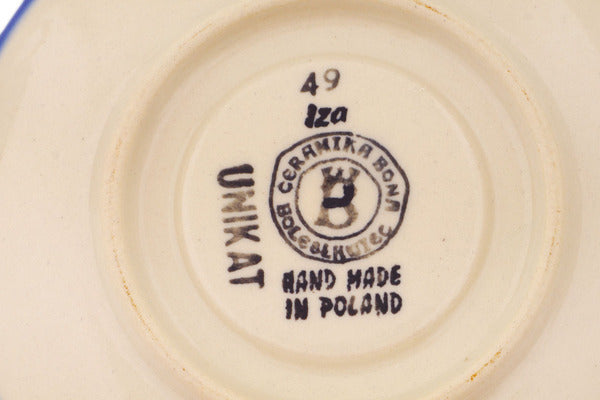 49
Iza
CERAMIKA BONA
B
BOLESŁAWIEC
UNIKAT
HAND MADE
IN POLAND